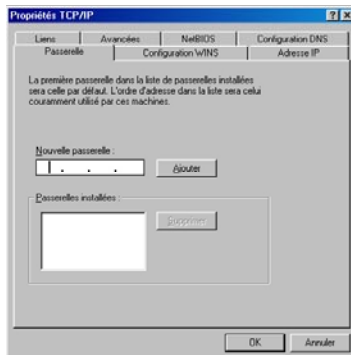 Propriétés TCP/IP
Liens Avancées NetBIOS Configuration DNS
Passerelle Configuration WINS Adresse IP
La première passerelle dans la liste de passerelles installées
sera celle par défaut. L'ordre d'adresse dans la liste sera celui
couramment utilisé par ces machines.
Nouvelle passerelle :
Ajouter
Passerelles installées :
Supprimer
OK Annuler